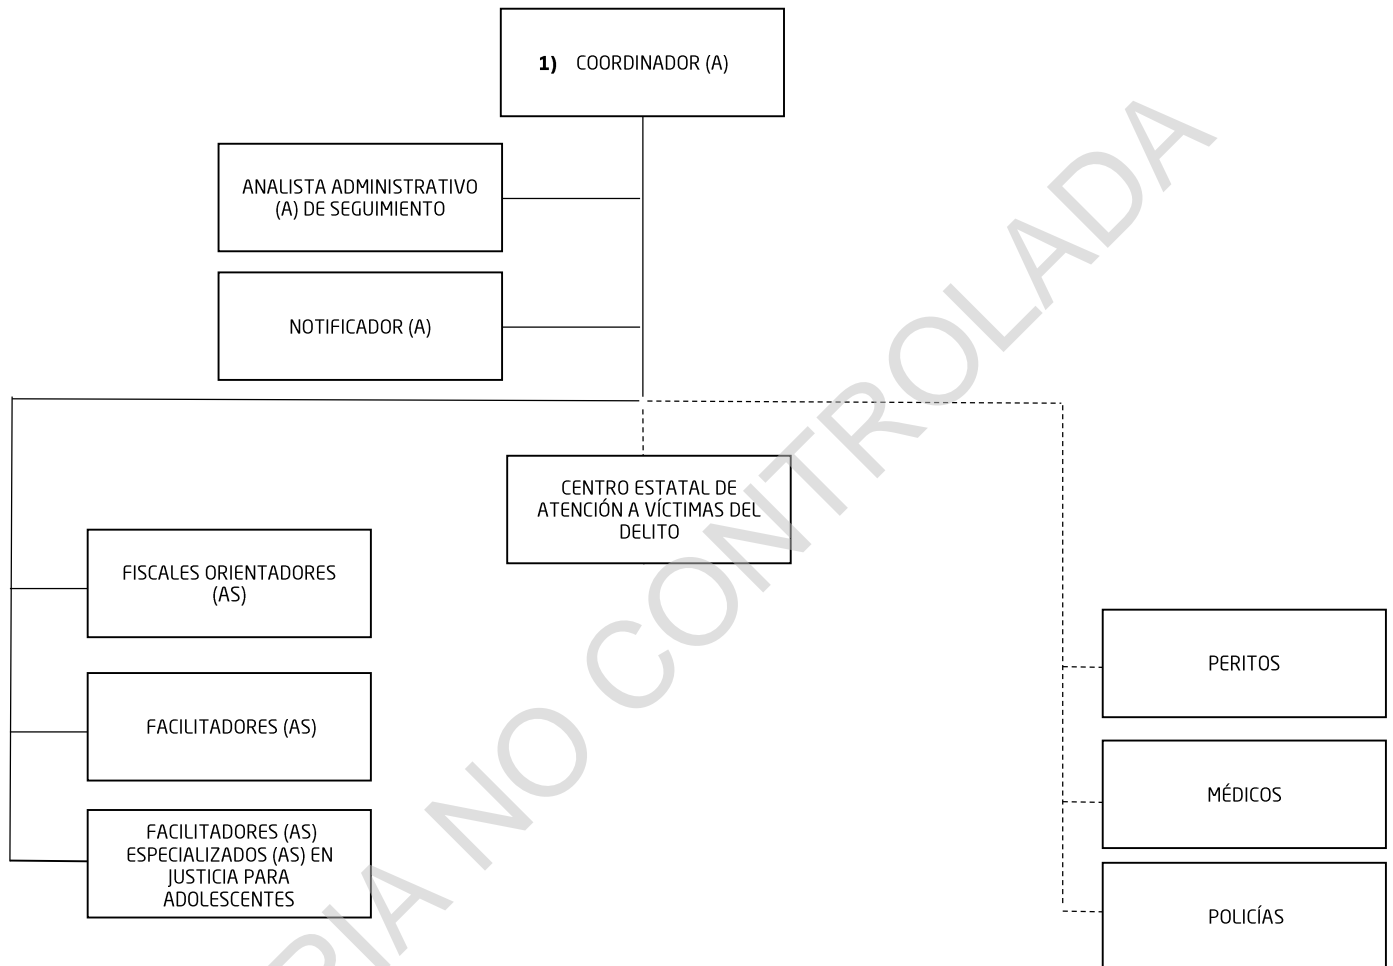 1) COORDINADOR (A)
ANALISTA ADMINISTRATIVO
(A) DE SEGUIMIENTO
NOTIFICADOR (A)
CENTRO ESTATAL DE
ATENCIÓN A VÍCTIMAS DEL
DELITO
FISCALES ORIENTADORES
(AS)
FACILITADORES (AS)
FACILITADORES (AS)
ESPECIALIZADOS (AS) EN
JUSTICIA PARA
ADOLESCENTES
PERITOS
MÉDICOS
POLICÍAS
RIA NO CONTROLADA